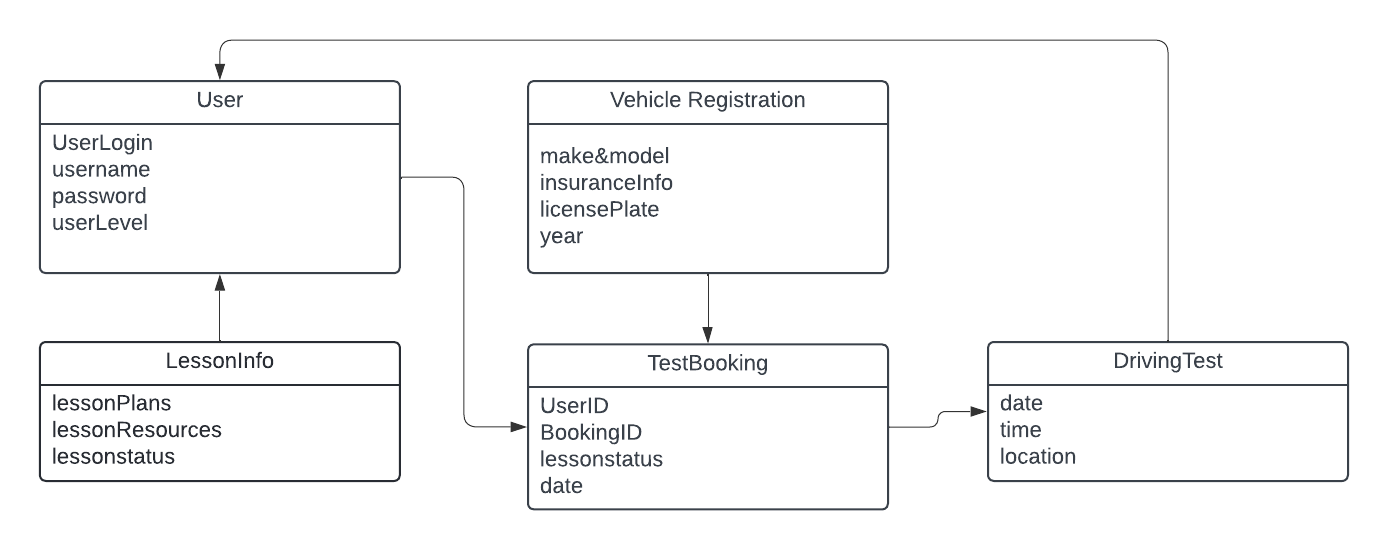 User
UserLogin
username
password
userLevel
Vehicle Registration
make&model
insuranceInfo
licensePlate
year
LessonInfo
lessonPlans
lessonResources
lessonstatus
TestBooking
UserID
BookingID
lessonstatus
date
DrivingTest
date
time
location